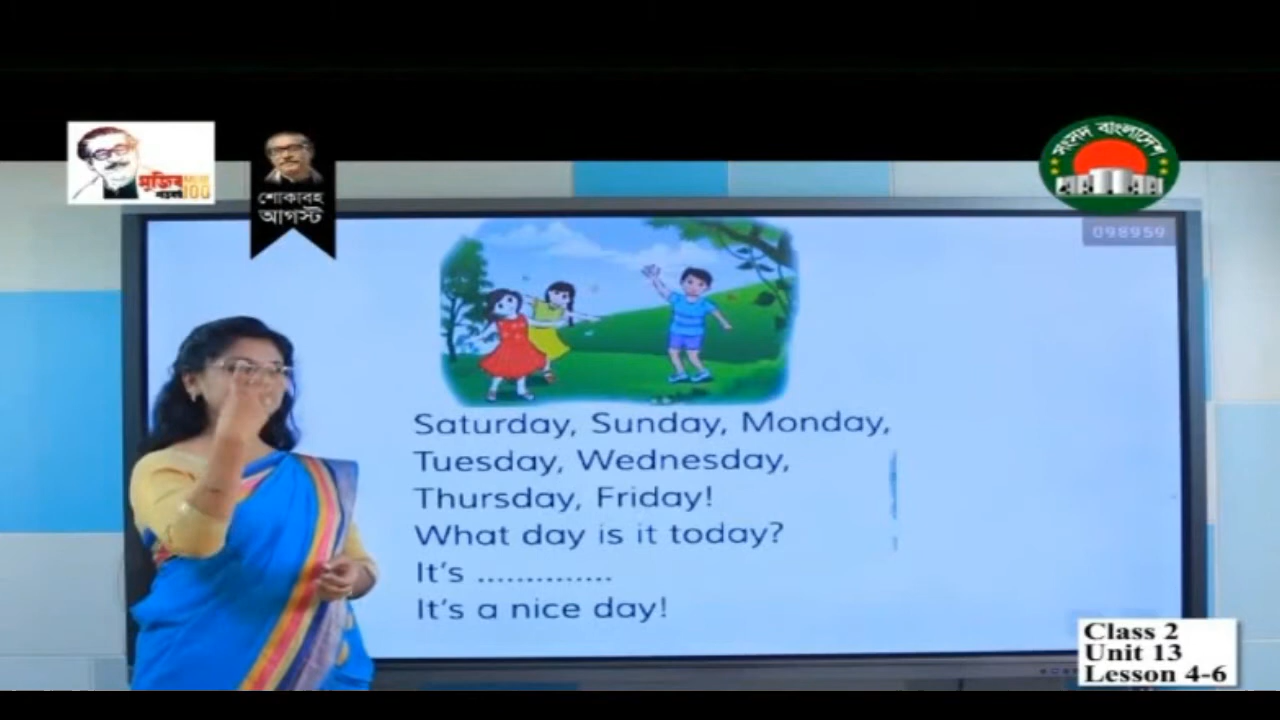 মুজিব
100
শোকাবহ
আগস্ট
সংসদ বাংলাদেশ
098959
Saturday, Sunday, Monday,
Tuesday, Wednesday,
Thursday, Friday!
What day is it today?
It's ..............
It's a nice day!
Class 2
Unit 13
Lesson 4-6